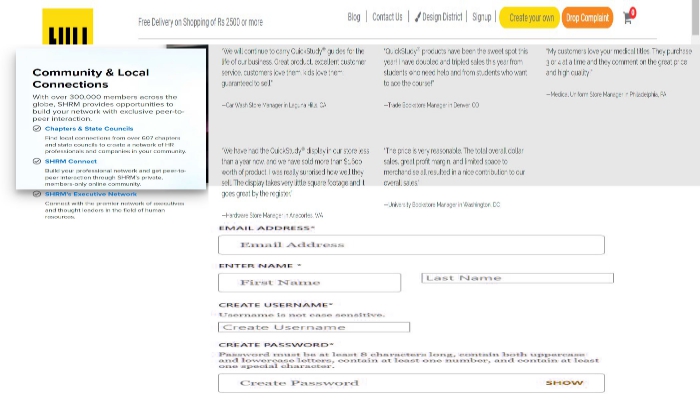 Free Delivery on Shopping of Rs 2500 or more
Blog
Contact Us
Design District
Signup
Create your own
Drop Complaint
0
Community & Local
Connections
With over 300,000 members across the
globe, SHRM provides opportunities to
build your network with exclusive peer-to-
peer interaction.
Chapters & State Councils
Find local connections from over 607 chapters
and state councils to create a network of HR
professionals and companies in your community.
SHRM Connect
Build your professional network and get peer-to-
peer interaction through SHRM's private,
members-only online community.
SHRM's Executive Network
Connect with the premier network of executives
and thought leaders in the field of human
resources.
"We will continue to carry QuickStudy® guides for the
life of our business. Great product, excellent customer
service, customers love them, kids love them,
guaranteed to sell."
—Car Wash Store Manager in Laguna Hills, CA
"QuickStudy® products have been the sweet spot this
year! I have doubled and tripled sales this year from
students who need help and from students who want
to ace the course!"
—Trade Bookstore Manager in Denver, CO
"My customers love your medical titles. They purchase
3 or 4 at a time and they comment on the great price
and high quality."
—Medical Uniform Store Manager in Philadelphia, PA
"We have had the QuickStudy® display in our store less
than a year now, and we have sold more than $1,600
worth of product. I was really surprised how well they
sell. The display takes very little square footage and it
goes great by the register."
—Hardware Store Manager in Anacortes, WA
"The price is very reasonable. The total overall dollar
sales, great profit margin, and limited space to
merchandise all resulted in a nice contribution to our
overall sales."
—University Bookstore Manager in Washington, DC
EMAIL ADDRESS*
Email Address
ENTER NAME *
First Name
Last Name
CREATE USERNAME*
Username is not case sensitive.
Create Username
CREATE PASSWORD*
Password must be at least 8 characters long, contain both uppercase
and lowercase letters, contain at least one number, and contain at least
one special character.
Create Password
SHOW